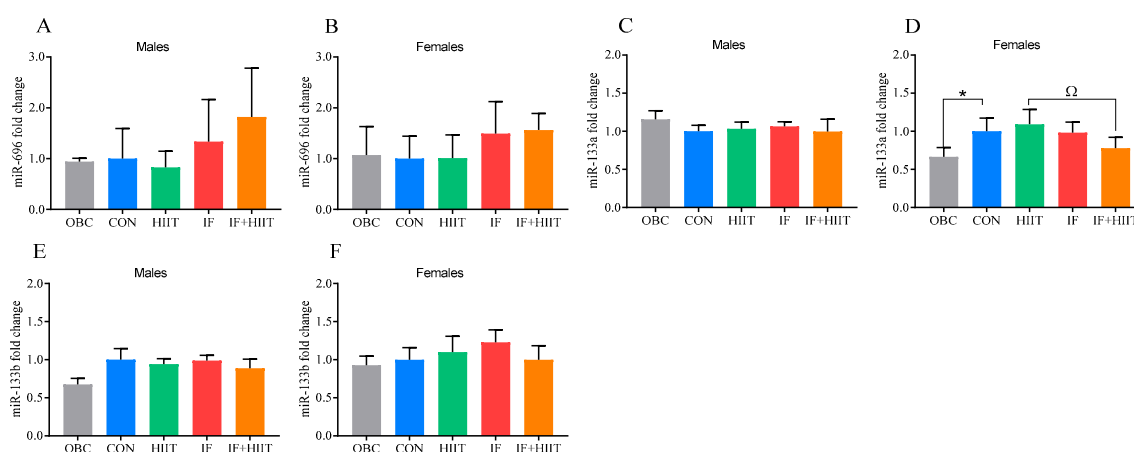 A
Males
miR-696 fold change
3.0
2.0
1.0
0.0
OBC CON HIIT IF IF+HIIT
B
Females
miR-696 fold change
3.0
2.0
1.0
0.0
OBC CON HIIT IF IF+HIIT
C
Males
miR-133a fold change
2.0
1.5
1.0
0.5
0.0
OBC CON HIIT IF IF+HIIT
D
Females
miR-133a fold change
2.0
1.5
1.0
0.5
0.0
* Ω
OBC CON HIIT IF IF+HIIT
E
Males
miR-133b fold change
2.0
1.5
1.0
0.5
0.0
OBC CON HIIT IF IF+HIIT
F
Females
miR-133b fold change
2.0
1.5
1.0
0.5
0.0
OBC CON HIIT IF IF+HIIT